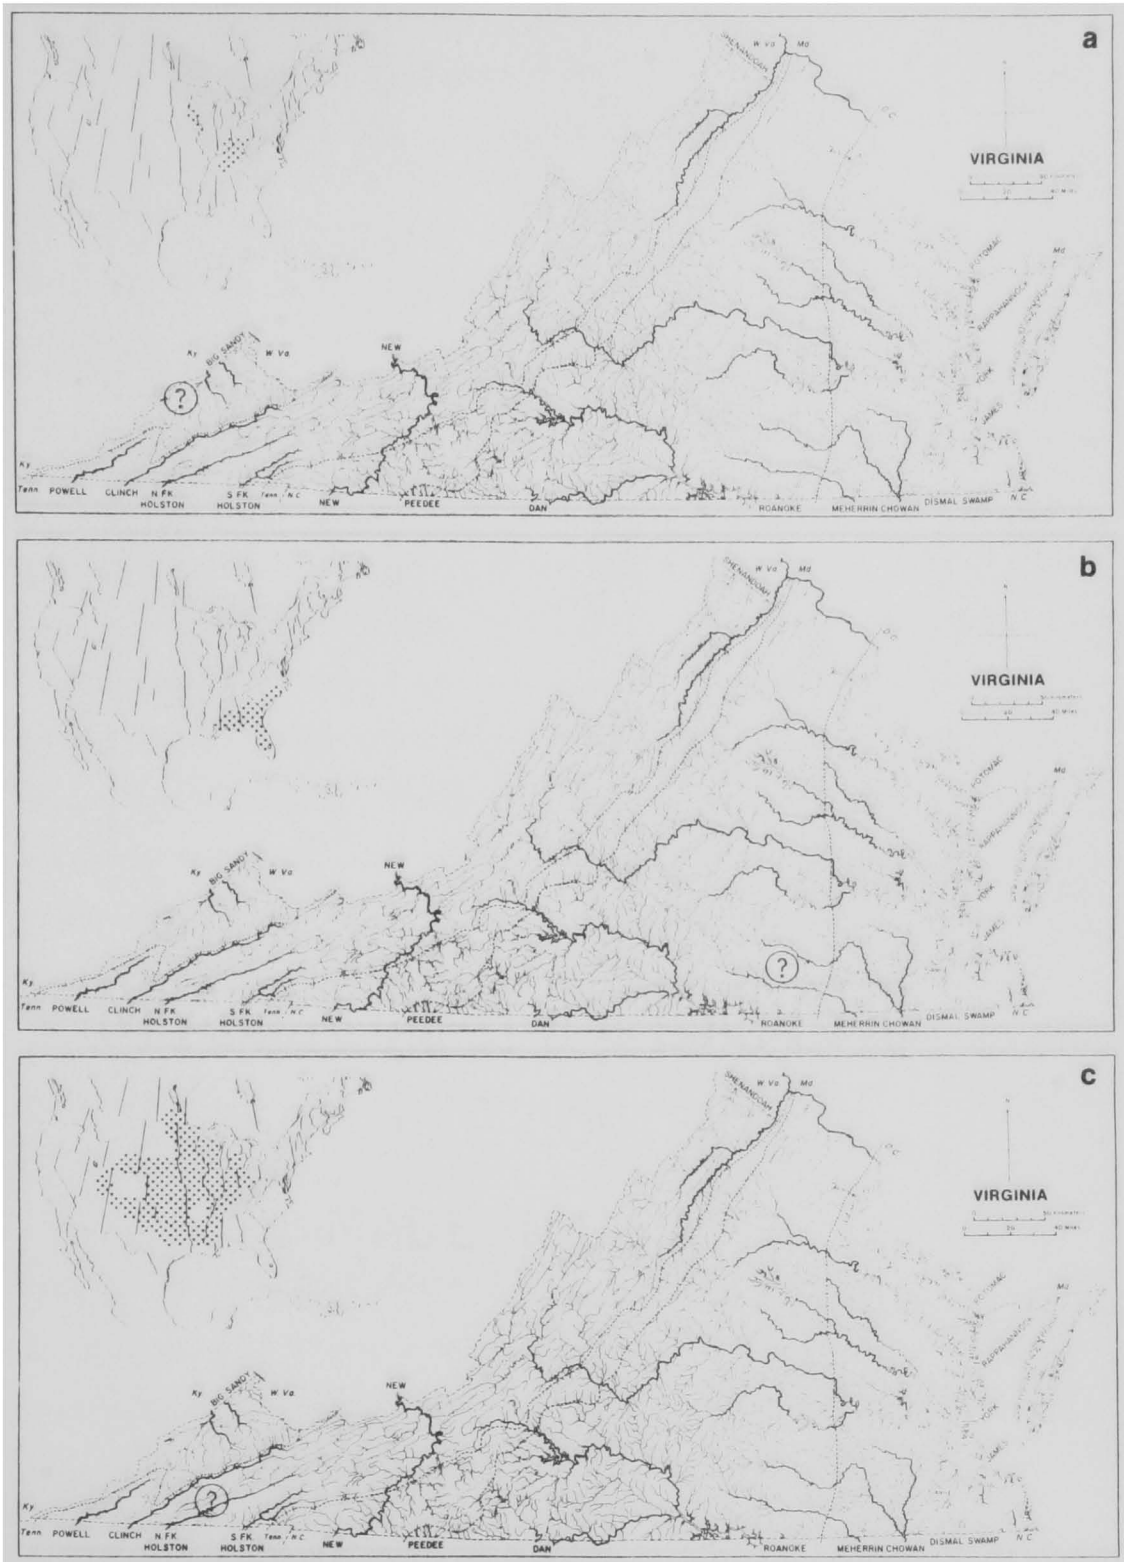 a
SHENANDOAH
W Va
Md
VIRGINIA
POTOMAC
Md
RAPPAHANNOCK
YORK
JAMES
Ky
BIG SANDY
W Va
NEW
?
Ky
Tenn
POWELL
CLINCH
N FK
HOLSTON
S FK
HOLSTON
Tenn
N C
NEW
PEEDEE
DAN
ROANOKE
MEHERRIN
CHOWAN
DISMAL SWAMP
N C
b
SHENANDOAH
W Va
Md
VIRGINIA
POTOMAC
Md
RAPPAHANNOCK
YORK
JAMES
Ky
BIG SANDY
W Va
NEW
?
Ky
Tenn
POWELL
CLINCH
N FK
HOLSTON
S FK
HOLSTON
Tenn
N C
NEW
PEEDEE
DAN
ROANOKE
MEHERRIN
CHOWAN
DISMAL SWAMP
N C
c
SHENANDOAH
W Va
Md
VIRGINIA
POTOMAC
Md
RAPPAHANNOCK
YORK
JAMES
Ky
BIG SANDY
W Va
NEW
?
Ky
Tenn
POWELL
CLINCH
N FK
HOLSTON
S FK
HOLSTON
Tenn
N C
NEW
PEEDEE
DAN
ROANOKE
MEHERRIN
CHOWAN
DISMAL SWAMP
N C